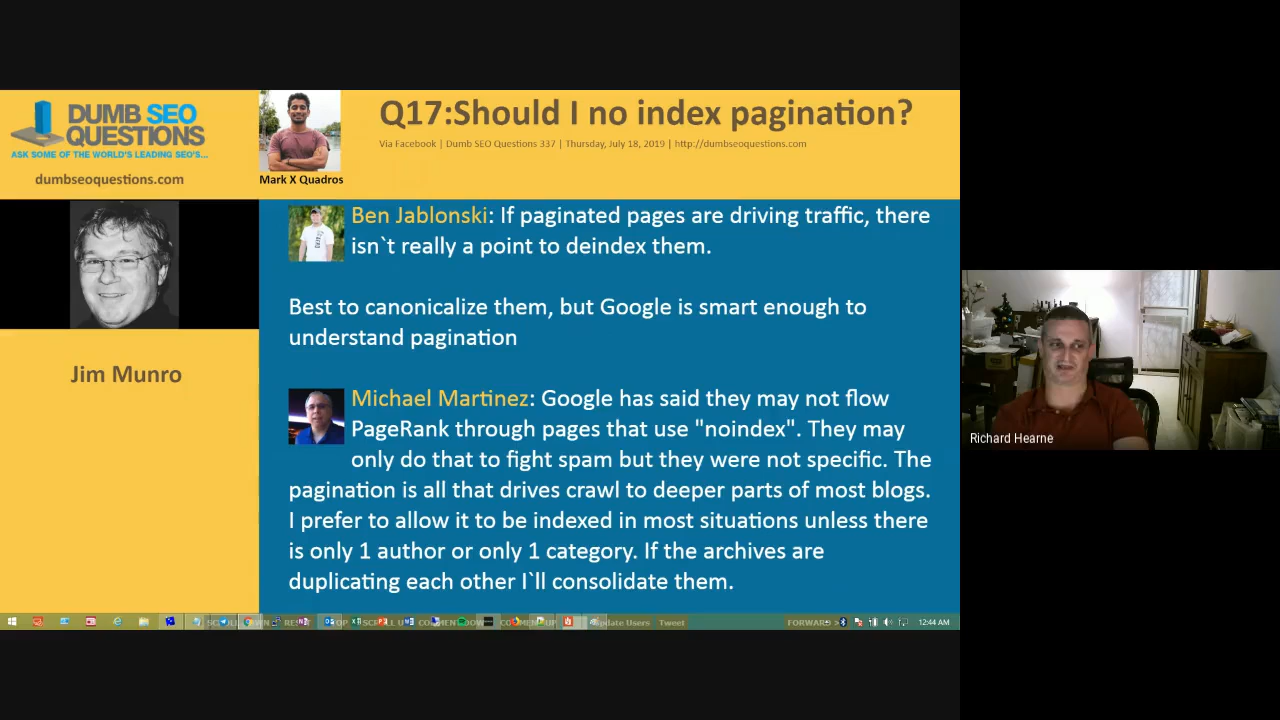 DUMB SEO
QUESTIONS
ASK SOME OF THE WORLD'S LEADING SEO'S...
dumbseoquestions.com
Mark X Quadros
Q17:Should I no index pagination?
Via Facebook | Dumb SEO Questions 337 | Thursday, July 18, 2019 | http://dumbseoquestions.com
Jim Munro
Ben Jablonski: If paginated pages are driving traffic, there
isn`t really a point to deindex them.
Best to canonicalize them, but Google is smart enough to
understand pagination
Michael Martinez: Google has said they may not flow
PageRank through pages that use "noindex". They may
only do that to fight spam but they were not specific. The
pagination is all that drives crawl to deeper parts of most blogs.
I prefer to allow it to be indexed in most situations unless there
is only 1 author or only 1 category. If the archives are
duplicating each other I`ll consolidate them.
Richard Hearne
Update Users Tweet FORWARD 12:44 AM